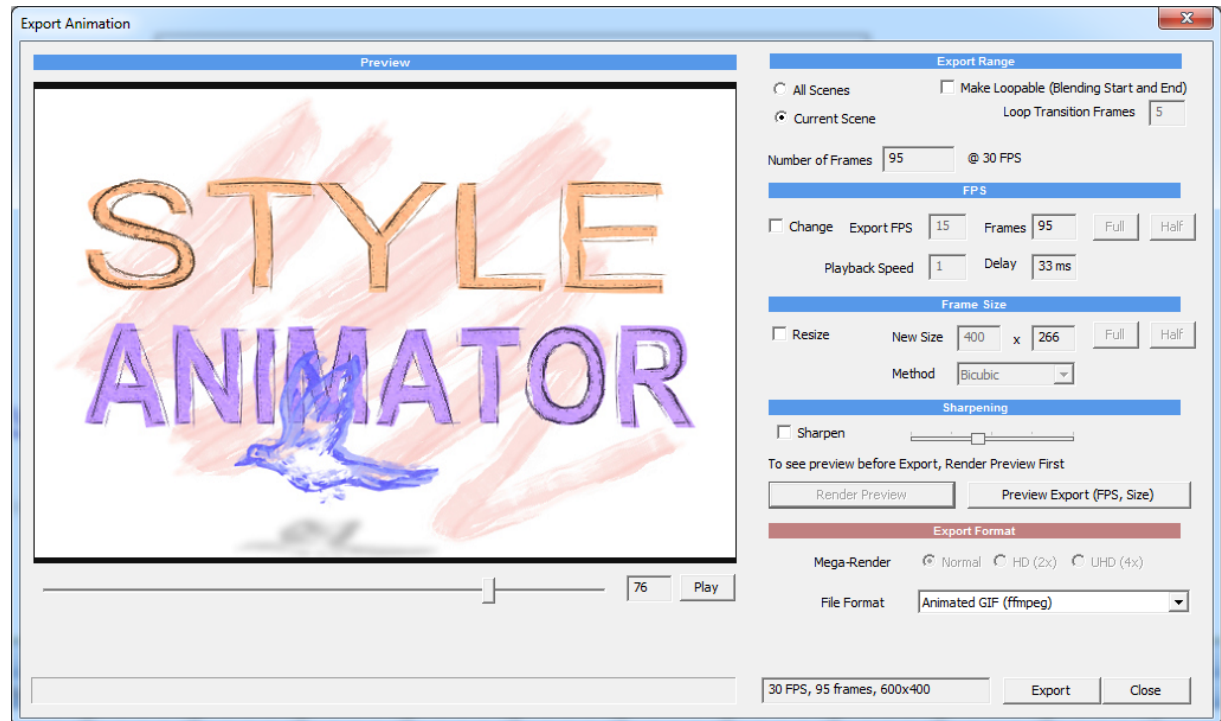 Export Animation
X
Preview
STYLE
ANIMATOR
76 Play
Export Range
All Scenes Make Loopable (Blending Start and End)
Current Scene Loop Transition Frames 5
Number of Frames 95 @ 30 FPS
FPS
Change Export FPS 15 Frames 95 Full Half
Playback Speed 1 Delay 33 ms
Frame Size
Resize New Size 400 x 266 Full Half
Method Bicubic
Sharpening
Sharpen
To see preview before Export, Render Preview First
Render Preview Preview Export (FPS, Size)
Export Format
Mega-Render Normal HD (2x) UHD (4x)
File Format Animated GIF (ffmpeg)
30 FPS, 95 frames, 600x400 Export Close